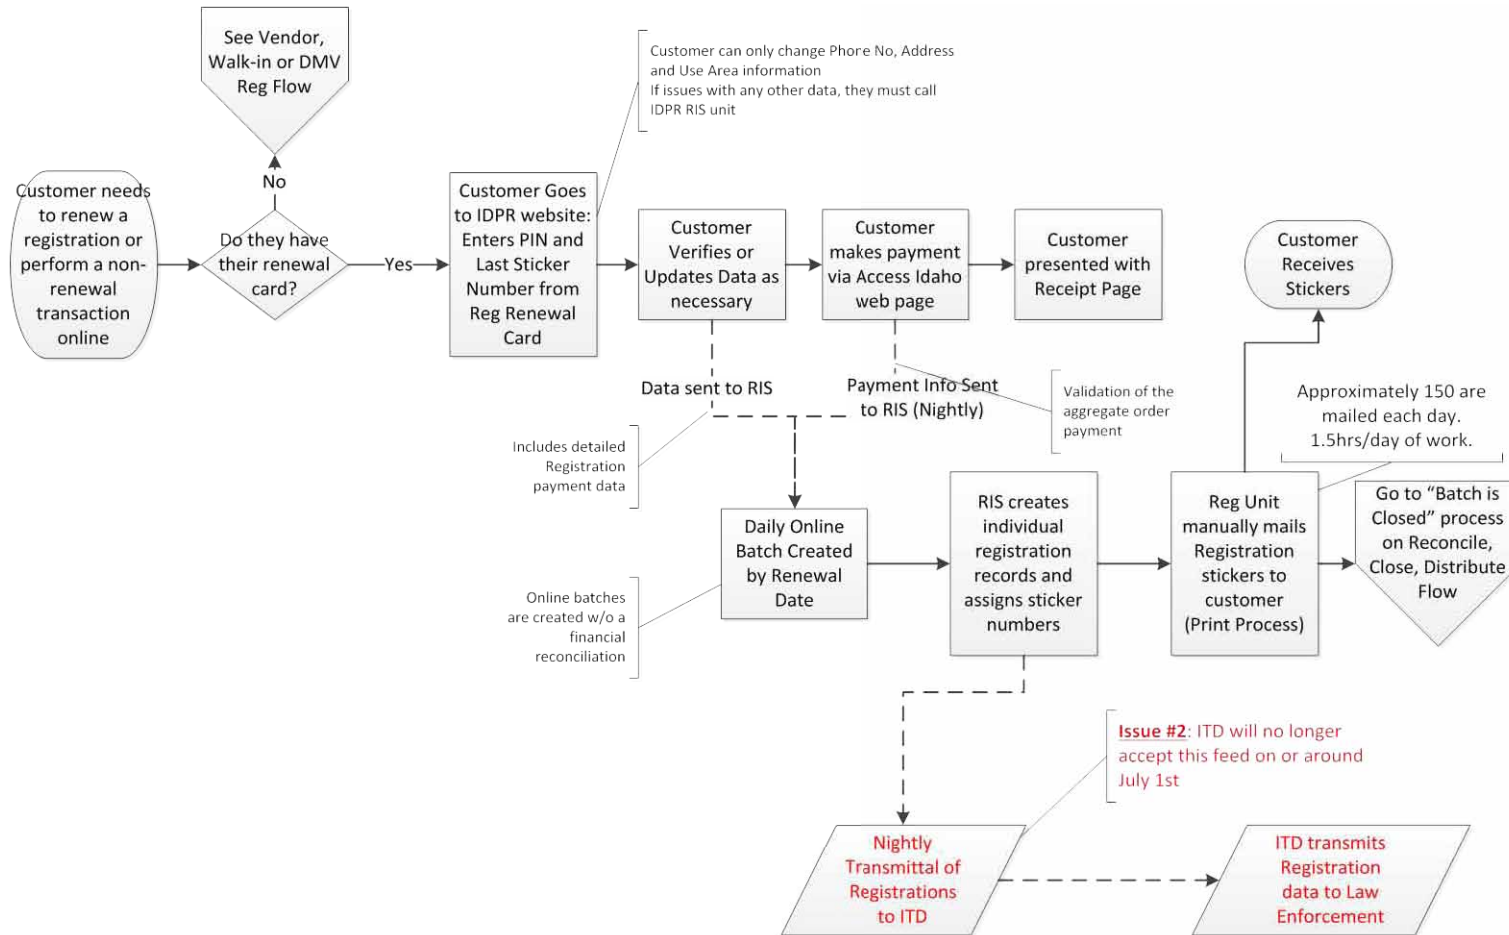 See Vendor,
Walk-in or DMV
Reg Flow
Customer can only change Phone No, Address
and Use Area information
If issues with any other data, they must call
IDPR RIS unit
No
Customer needs
to renew a
registration or
perform a non-
renewal
transaction
online
Do they have
their renewal
card?
Yes
Customer Goes
to IDPR website:
Enters PIN and
Last Sticker
Number from
Reg Renewal
Card
Customer
Verifies or
Updates Data as
necessary
Customer
makes payment
via Access Idaho
web page
Customer
presented with
Receipt Page
Customer
Receives
Stickers
Data sent to RIS
Payment Info Sent
to RIS (Nightly)
Validation of the
aggregate order
payment
Approximately 150 are
mailed each day.
1.5hrs/day of work.
Includes detailed
Registration
payment data
Daily Online
Batch Created
by Renewal
Date
RIS creates
individual
registration
records and
assigns sticker
numbers
Reg Unit
manually mails
Registration
stickers to
customer
(Print Process)
Go to “Batch is
Closed” process
on Reconcile,
Close, Distribute
Flow
Online batches
are created w/o a
financial
reconciliation
Issue #2: ITD will no longer
accept this feed on or around
July 1st
Nightly
Transmittal of
Registrations
to ITD
ITD transmits
Registration
data to Law
Enforcement